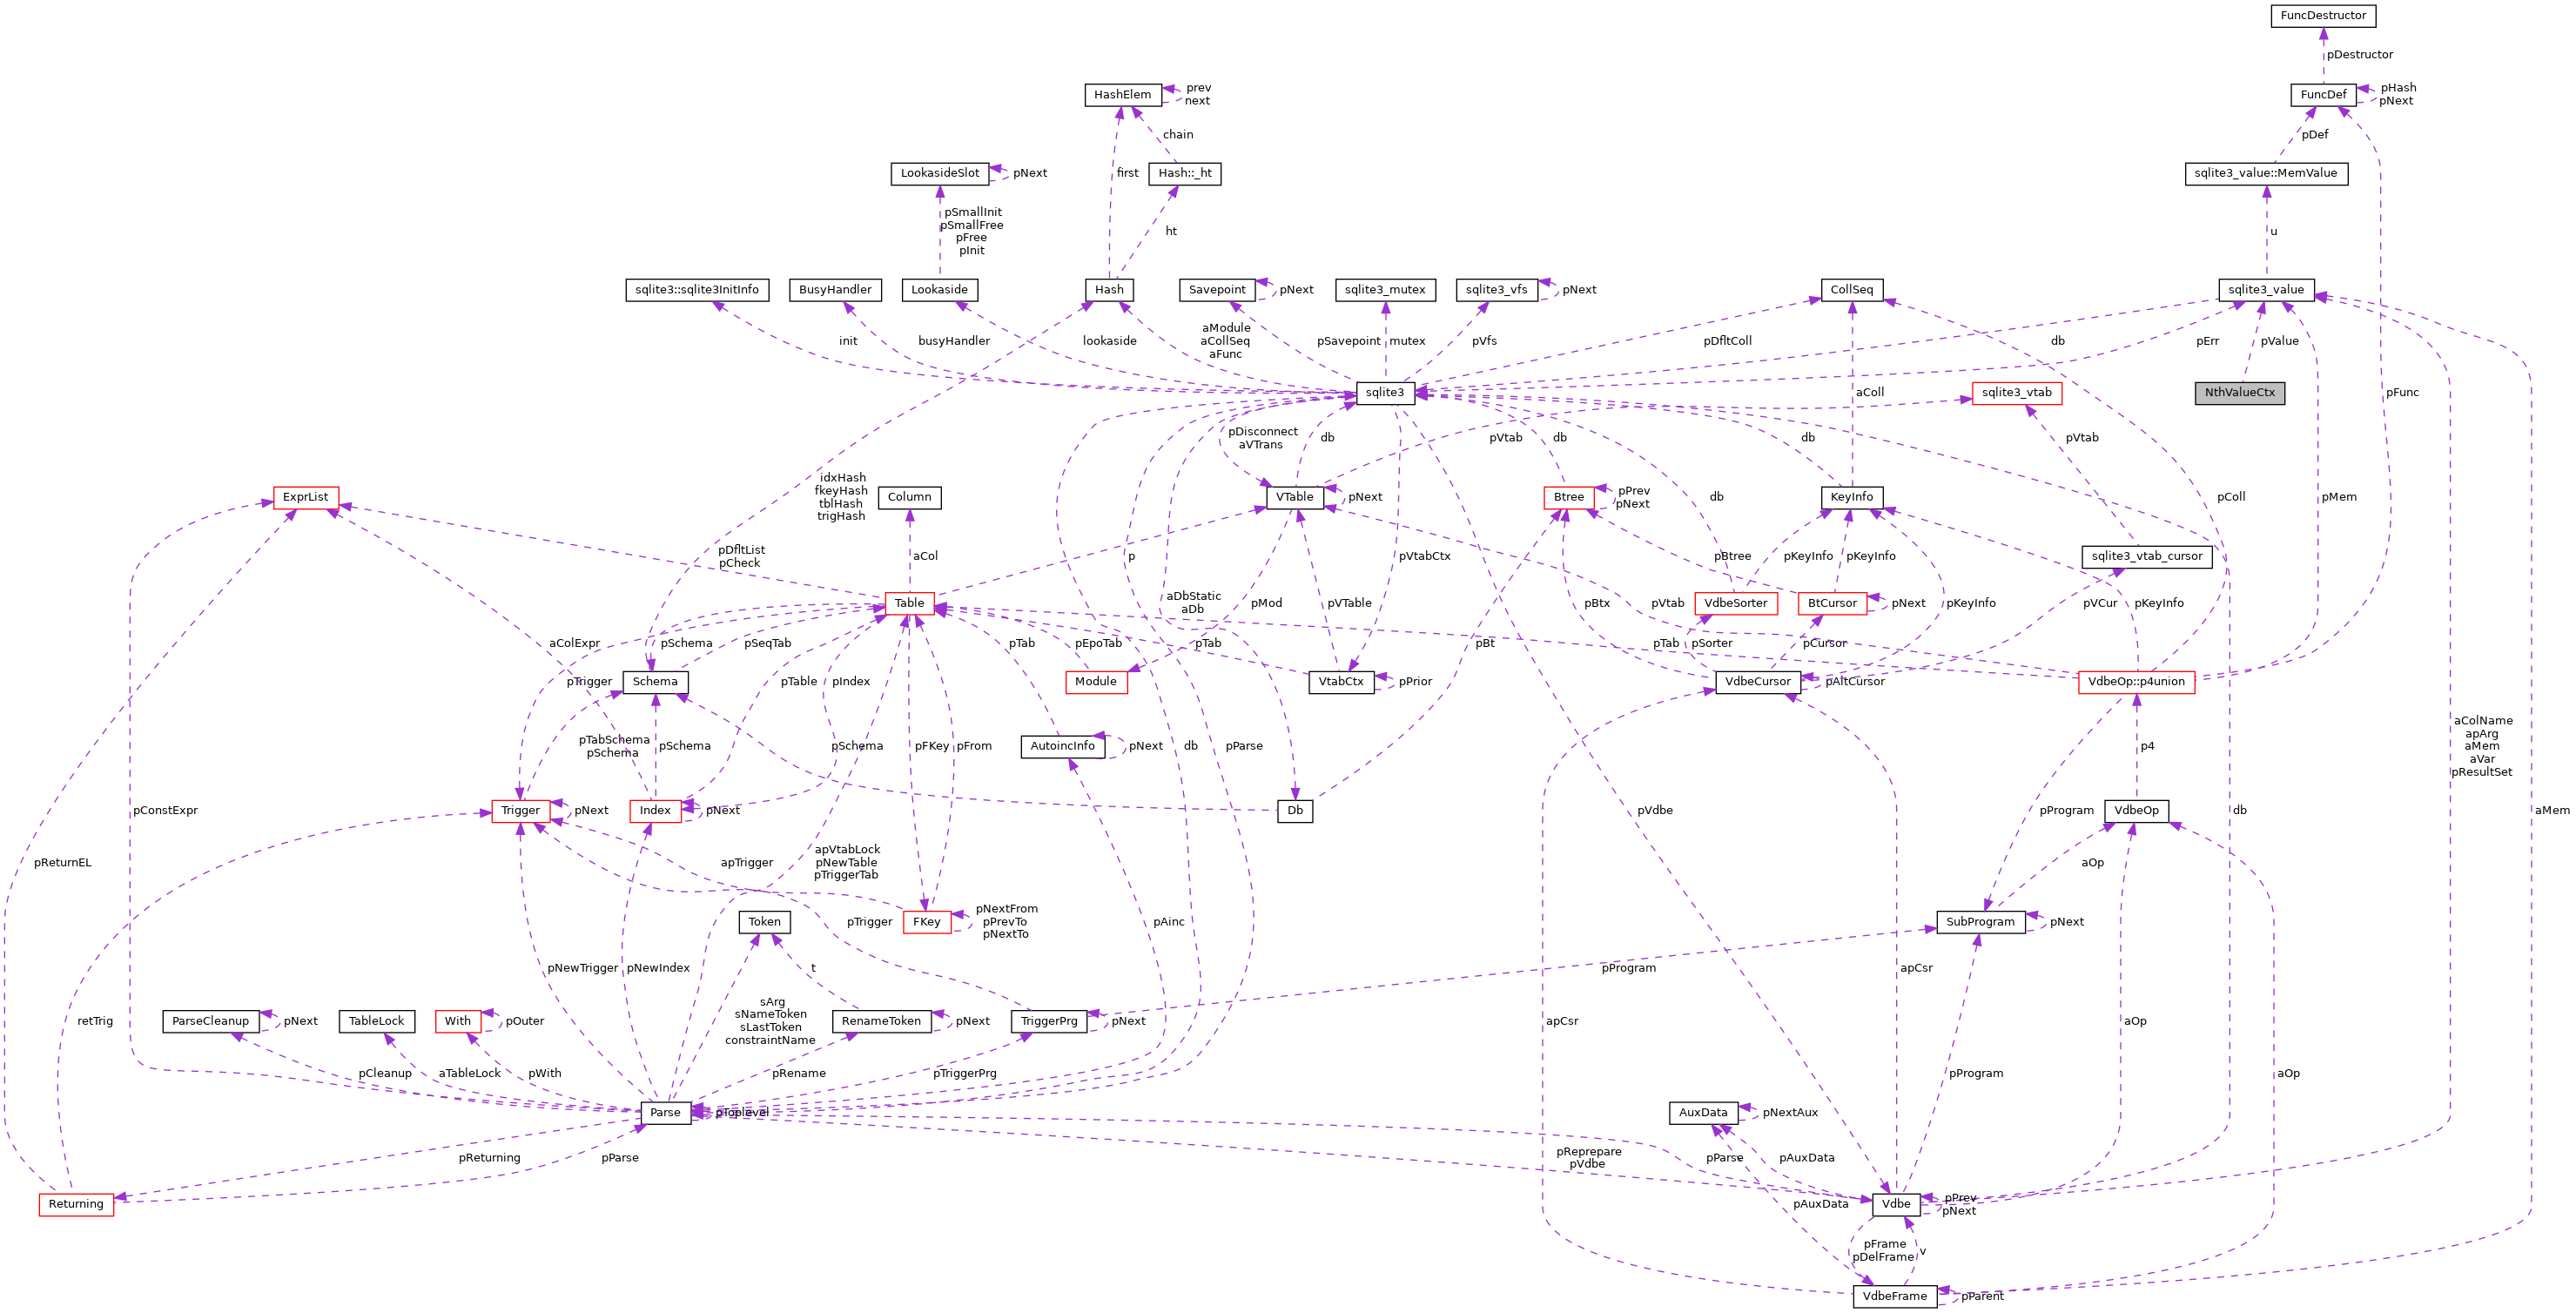 FuncDestructor
pDestructor
HashElem
prev
next
FuncDef
pHash
pNext
chain
pDef
LookasideSlot
pNext
first
Hash::_ht
sqlite3_value::MemValue
pSmallInit
pSmallFree
pFree
pInit
ht
u
sqlite3::sqlite3InitInfo
BusyHandler
Lookaside
Hash
Savepoint
pNext
sqlite3_mutex
sqlite3_vfs
pNext
CollSeq
sqlite3_value
init
busyHandler
lookaside
aModule
aCollSeq
aFunc
pSavepoint
mutex
pVfs
pDfltColl
db
pErr
pValue
sqlite3
aColl
sqlite3_vtab
NthValueCtx
pFunc
pDisconnect
aVTrans
db
pVtab
db
db
pVtab
idxHash
fkeyHash
tblHash
trigHash
ExprList
Column
VTable
pNext
Btree
pPrev
pNext
db
KeyInfo
pColl
pMem
pDfltList
pCheck
aCol
p
pVtabCtx
pBtree
pKeyInfo
pKeyInfo
sqlite3_vtab_cursor
Table
aDbStatic
aDb
pMod
pVTable
pBtx
pVtab
VdbeSorter
BtCursor
pNext
pKeyInfo
pVCur
pKeyInfo
aColExpr
pSchema
pSeqTab
pTab
pEpoTab
pTab
pBt
pTab
pSorter
pCursor
pTrigger
Schema
pTable
pIndex
Module
VtabCtx
pPrior
VdbeCursor
pAltCursor
VdbeOp::p4union
pTabSchema
pSchema
pSchema
pSchema
pFKey
pFrom
AutoincInfo
pNext
db
pParse
p4
aColName
apArg
aMem
aVar
pResultSet
pConstExpr
Trigger
pNext
Index
pNext
Db
pVdbe
pProgram
VdbeOp
db
aMem
pReturnEL
apTrigger
apVtabLock
pNewTable
pTriggerTab
aOp
Token
pTrigger
FKey
pNextFrom
pPrevTo
pNextTo
pAinc
SubProgram
pNext
pNewTrigger
pNewIndex
t
pProgram
apCsr
retTrig
ParseCleanup
pNext
TableLock
With
pOuter
sArg
sNameToken
sLastToken
constraintName
RenameToken
pNext
TriggerPrg
pNext
apCsr
aOp
pCleanup
aTableLock
pWith
pRename
pTriggerPrg
pProgram
aOp
Parse
pToplevel
AuxData
pNextAux
pReturning
pParse
pReprepare
pVdbe
pParse
pAuxData
Returning
pAuxData
Vdbe
pPrev
pNext
pFrame
pDelFrame
v
VdbeFrame
pParent